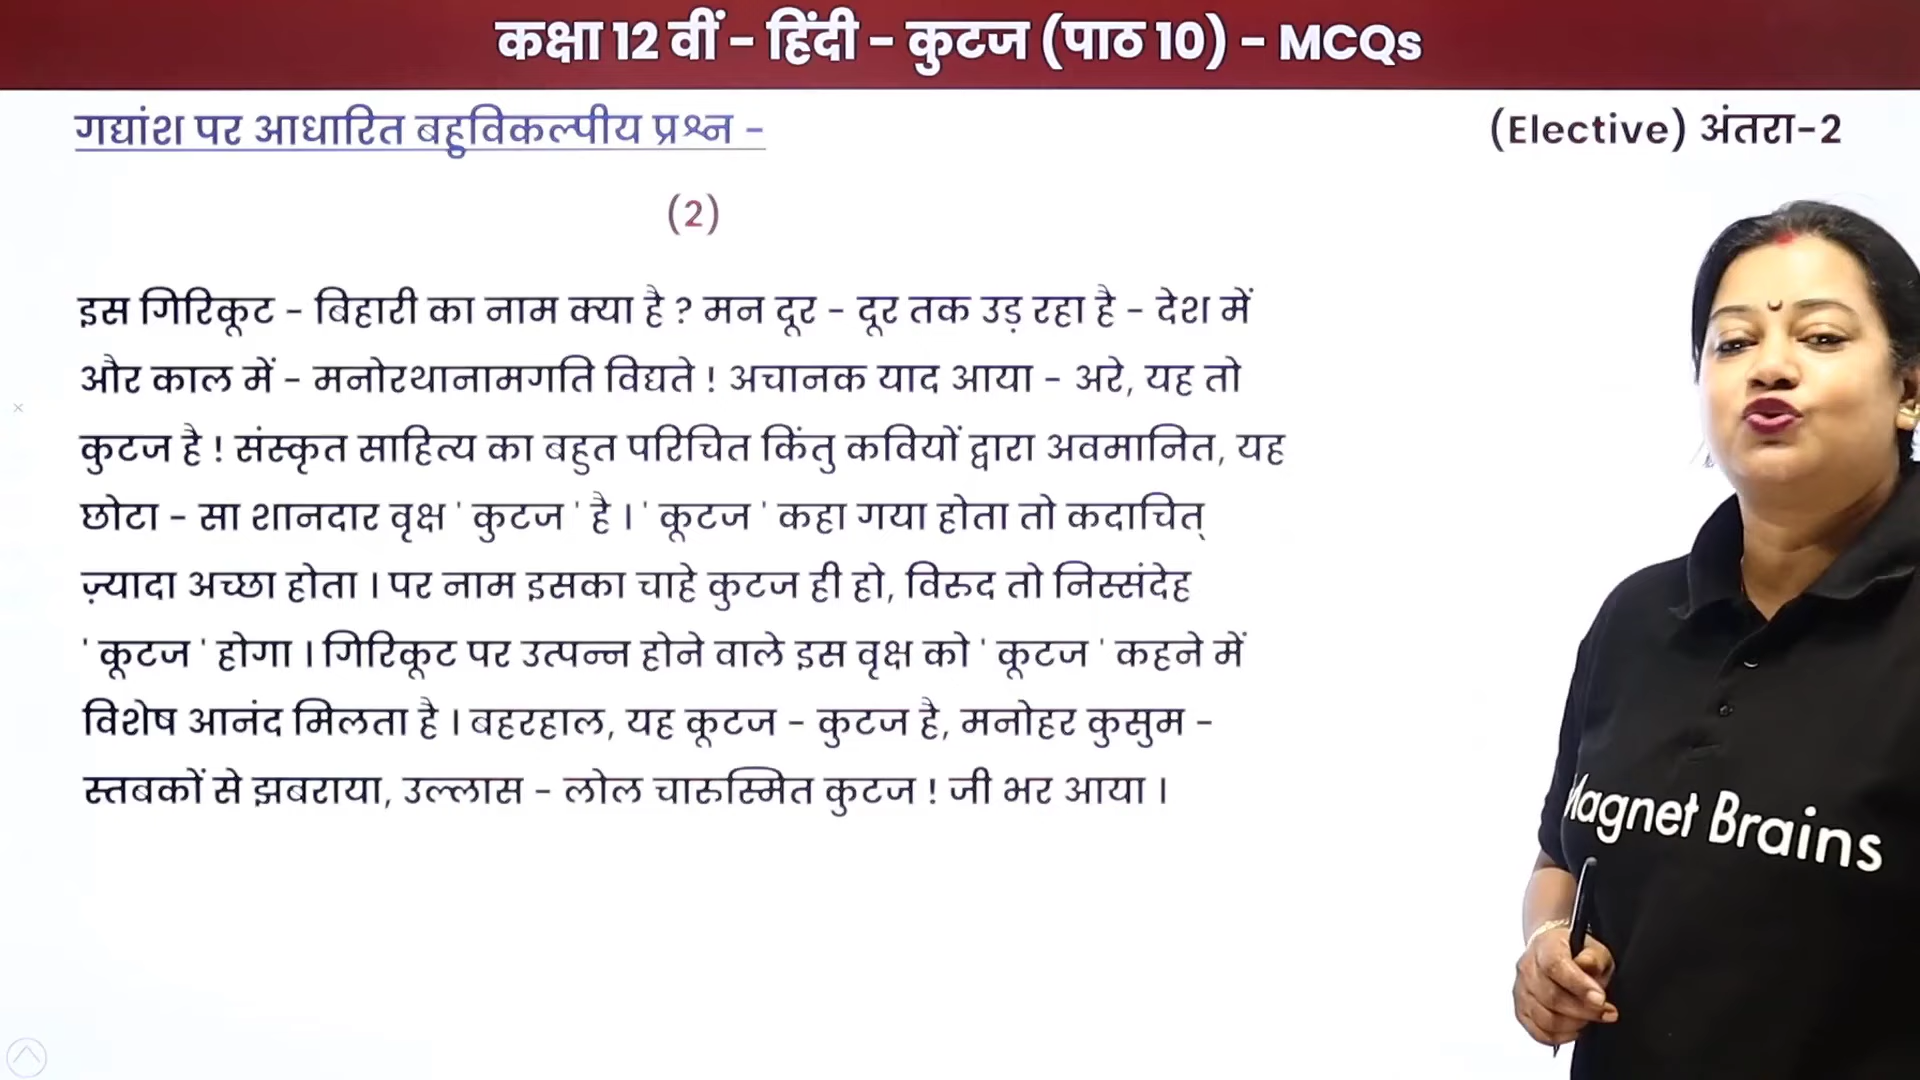 कक्षा 12 वीं - हिंदी - कुटज (पाठ 10) - MCQs
गद्यांश पर आधारित बहुविकल्पीय प्रश्न -
(Elective) अंतरा-2
(2)
इस गिरिकूट - बिहारी का नाम क्या है ? मन दूर - दूर तक उड़ रहा है - देश में
और काल में - मनोरथानामगति विद्यते ! अचानक याद आया - अरे, यह तो
कुटज है ! संस्कृत साहित्य का बहुत परिचित किंतु कवियों द्वारा अवमानित, यह
छोटा - सा शानदार वृक्ष ' कुटज ' है । ' कूटज ' कहा गया होता तो कदाचित्
ज़्यादा अच्छा होता । पर नाम इसका चाहे कुटज ही हो, विरुद तो निस्संदेह
' कूटज ' होगा । गिरिकूट पर उत्पन्न होने वाले इस वृक्ष को ' कूटज ' कहने में
विशेष आनंद मिलता है । बहरहाल, यह कूटज - कुटज है, मनोहर कुसुम -
स्तबकों से झबराया, उल्लास - लोल चारुस्मित कुटज ! जी भर आया ।
Magnet Brains